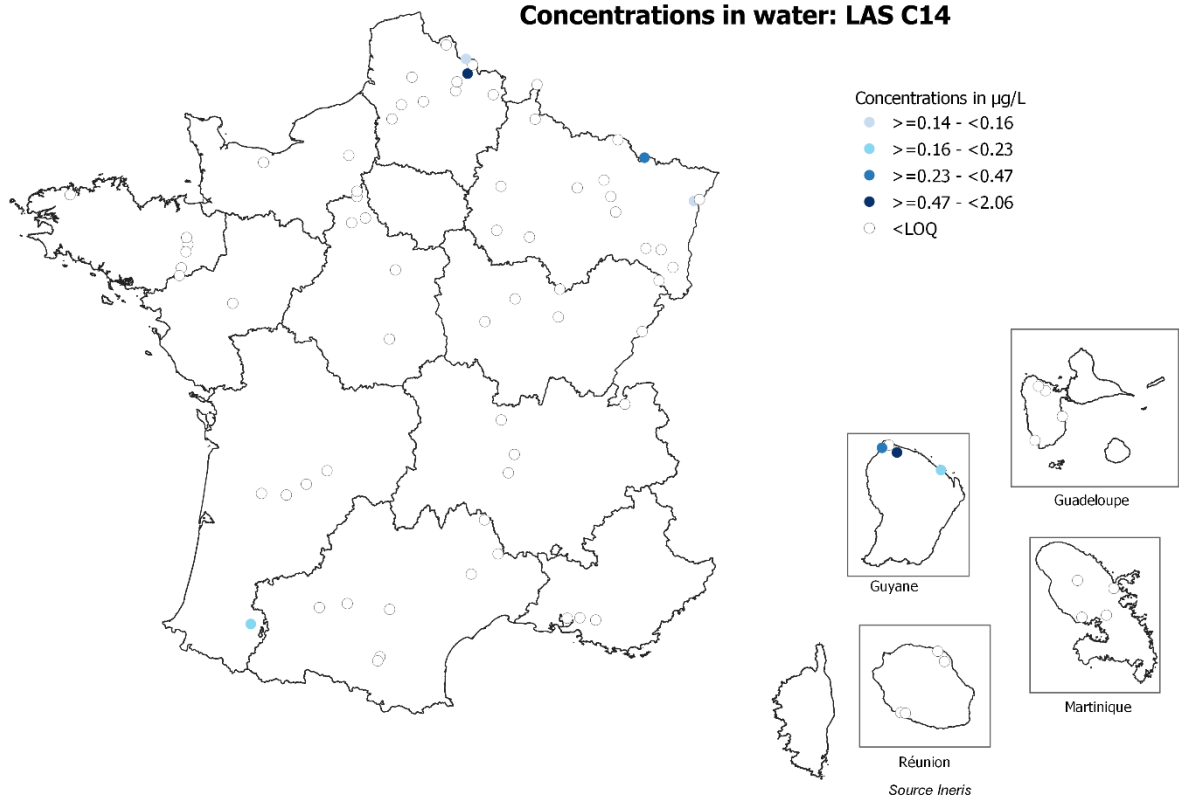 Concentrations in water: LAS C14
Concentrations in µg/L
>=0.14 - <0.16
>=0.16 - <0.23
>=0.23 - <0.47
>=0.47 - <2.06
<LOQ
Guadeloupe
Guyane
Martinique
Réunion
Source Ineris